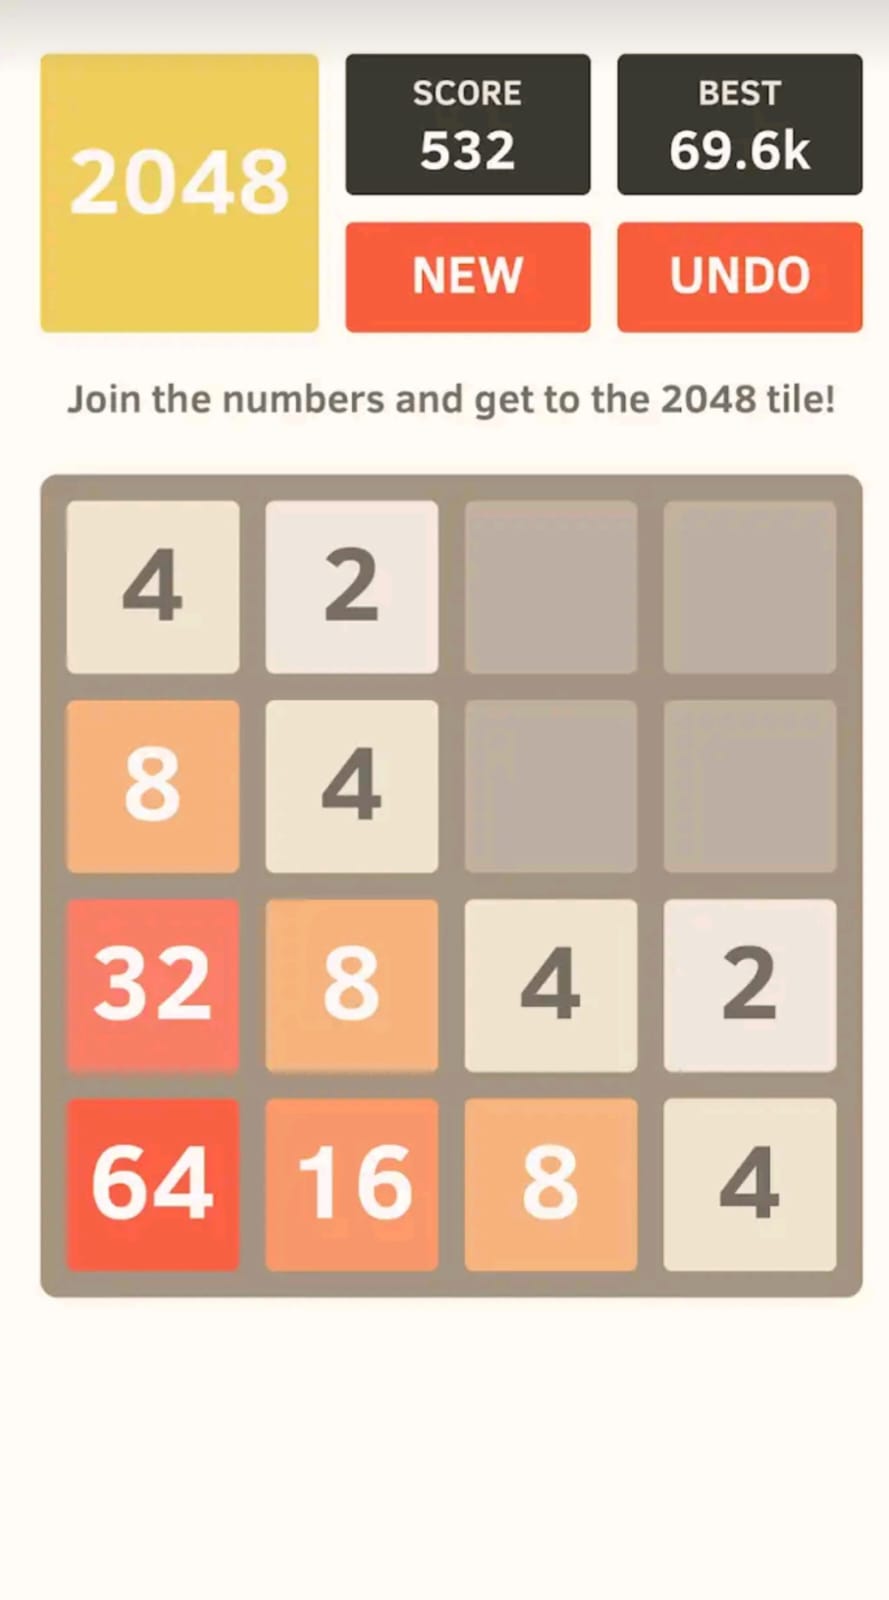 2048
SCORE
532
BEST
69.6k
NEW
UNDO
Join the numbers and get to the 2048 tile!
4 2
8 4
32 8 4 2
64 16 8 4